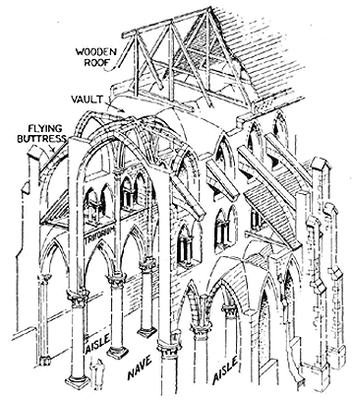 WOODEN
ROOF
VAULT
FLYING
BUTTRESS
TRIFORIUM
AISLE
NAVE
AISLE